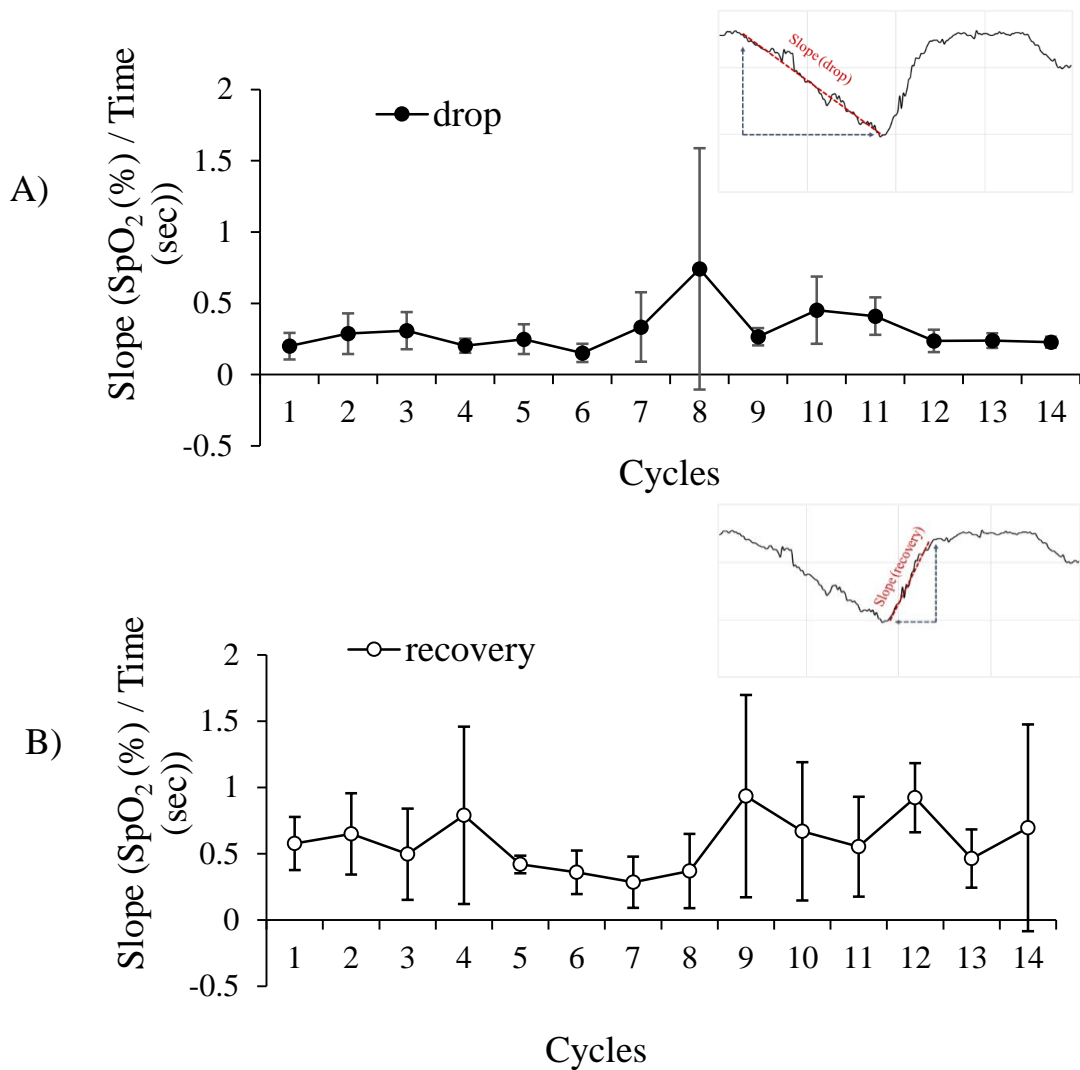 A)
Slope (SpO₂ (%) / Time
(sec))
2
1.5
1
0.5
0
-0.5
drop
Slope (drop)
1 2 3 4 5 6 7 8 9 10 11 12 13 14
Cycles
B)
Slope (SpO₂ (%) / Time
(sec))
2
1.5
1
0.5
0
-0.5
recovery
Slope (recovery)
1 2 3 4 5 6 7 8 9 10 11 12 13 14
Cycles